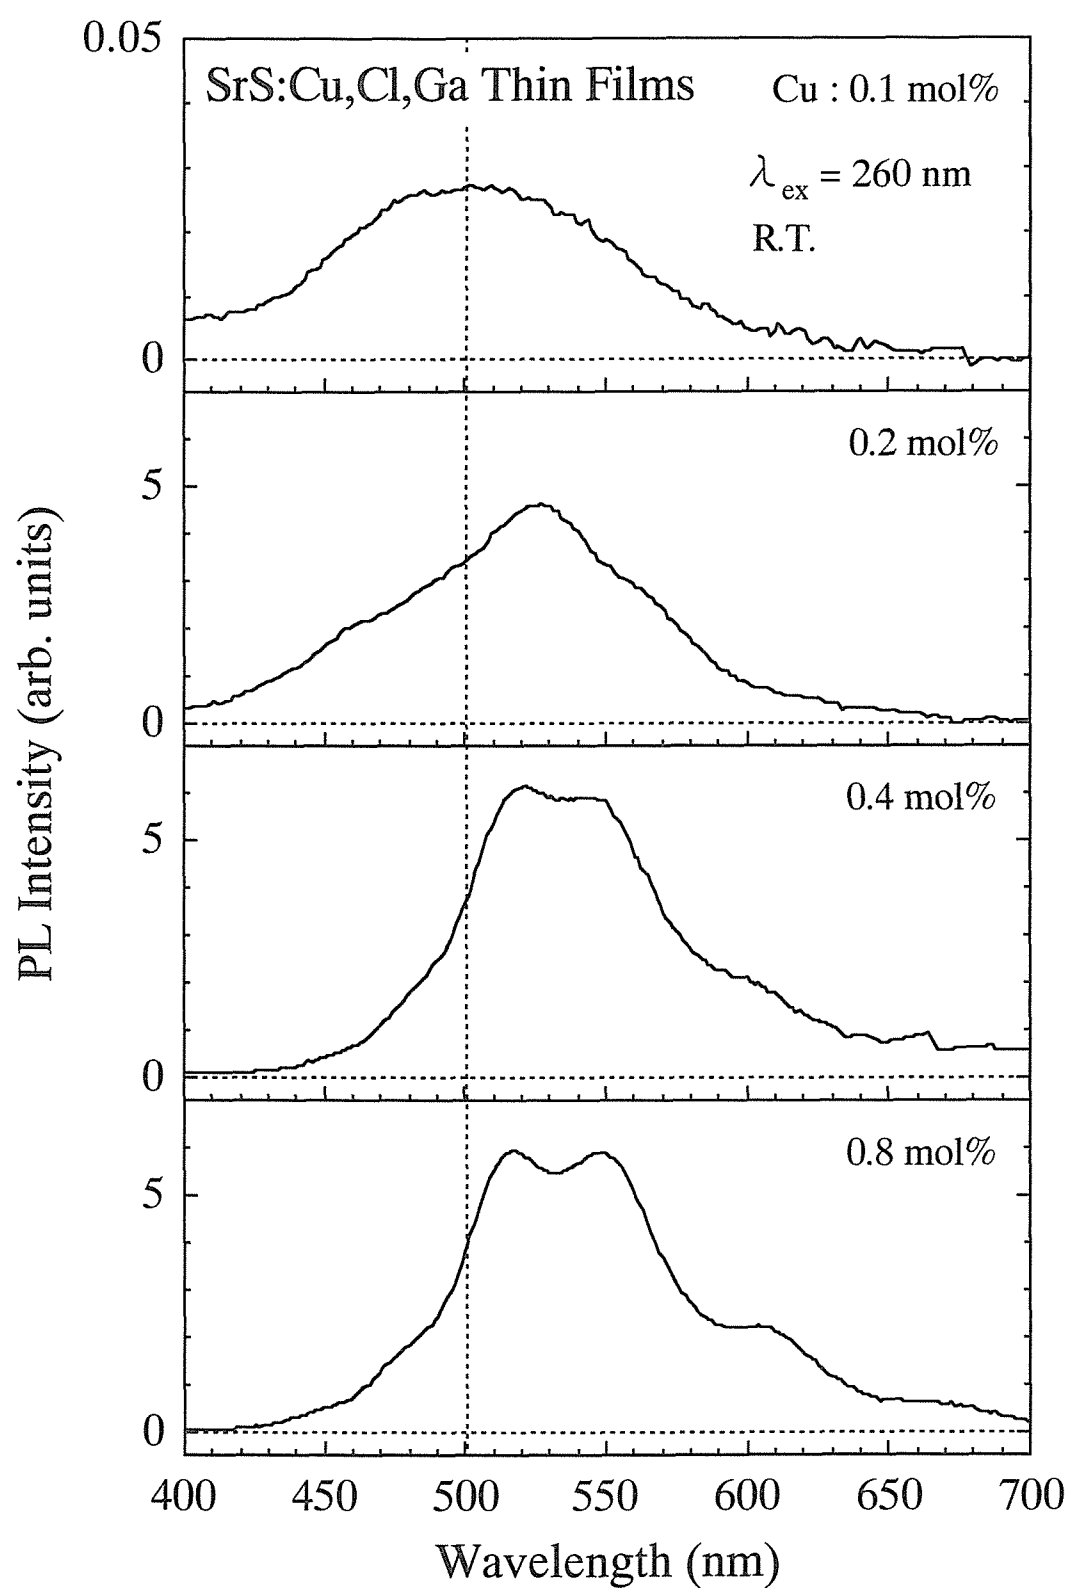 0.05
SrS:Cu,Cl,Ga Thin Films
Cu : 0.1 mol%
λex = 260 nm
R.T.
0
0.2 mol%
5
0
0.4 mol%
5
0
0.8 mol%
5
0
PL Intensity (arb. units)
400 450 500 550 600 650 700
Wavelength (nm)